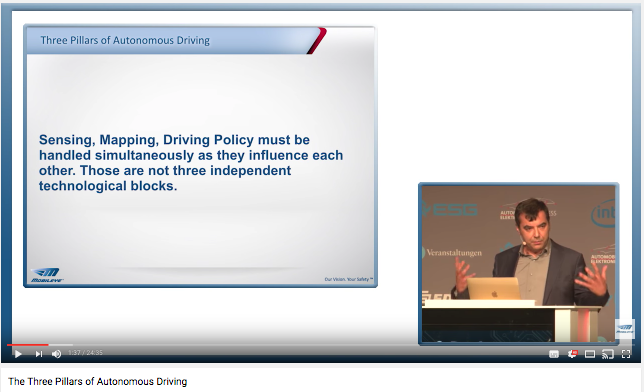 Three Pillars of Autonomous Driving
Sensing, Mapping, Driving Policy must be
handled simultaneously as they influence each
other. Those are not three independent
technological blocks.
MOBILEYE
Our Vision. Your Safety™
AUTOMOBIL
Veranstaltungen
1:37 / 24:35
The Three Pillars of Autonomous Driving